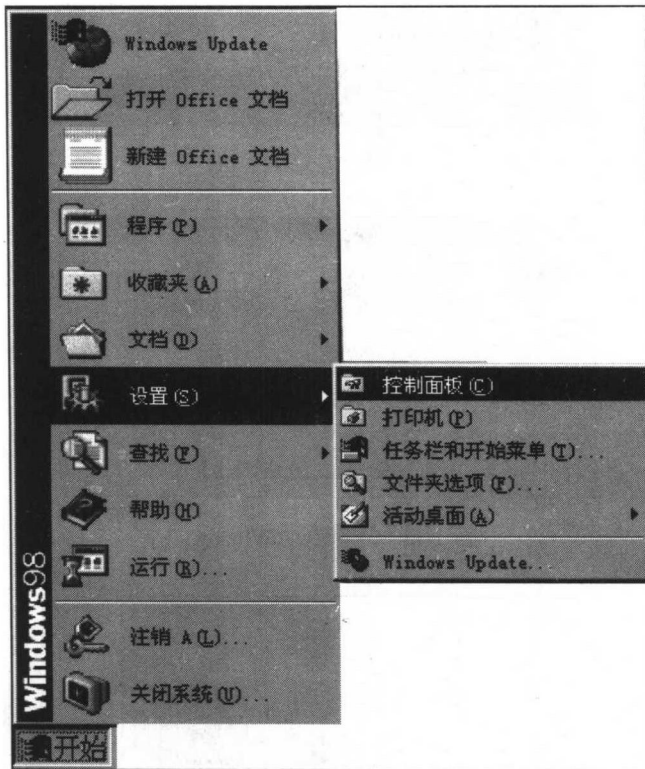 Windows Update
打开 Office 文档
新建 Office 文档
程序(P)
收藏夹(A)
文档(D)
设置(S)
查找(F)
帮助(H)
运行(R)...
注销 A(L)...
关闭系统(U)...
控制面板(C)
打印机(P)
任务栏和开始菜单(T)...
文件夹选项(F)...
活动桌面(A)
Windows Update...
Windows98
开始